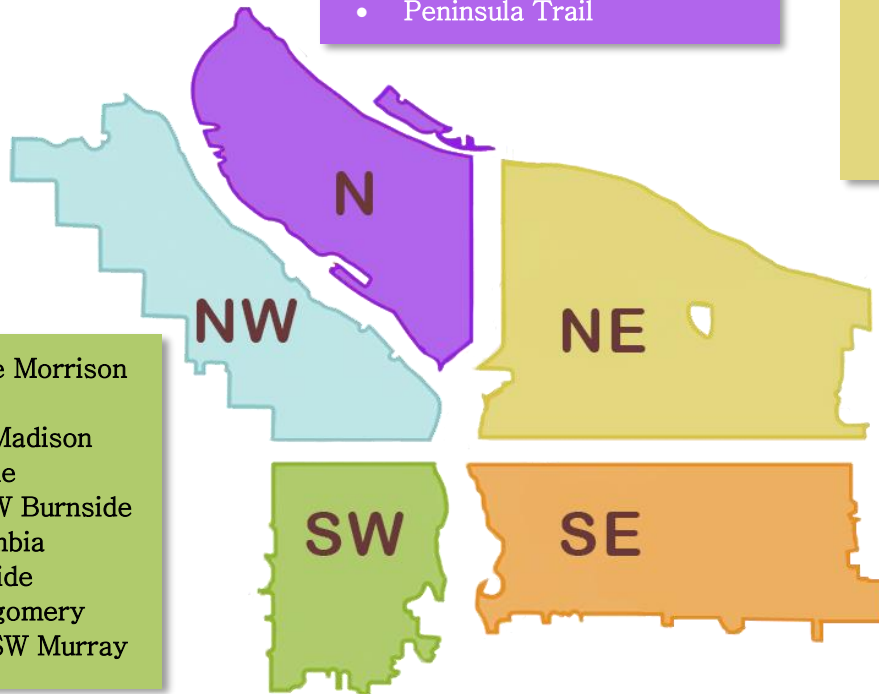 • Peninsula Trail
N
NW
NE
Morrison
Madison
W Burnside
SW Murray
SW
SE